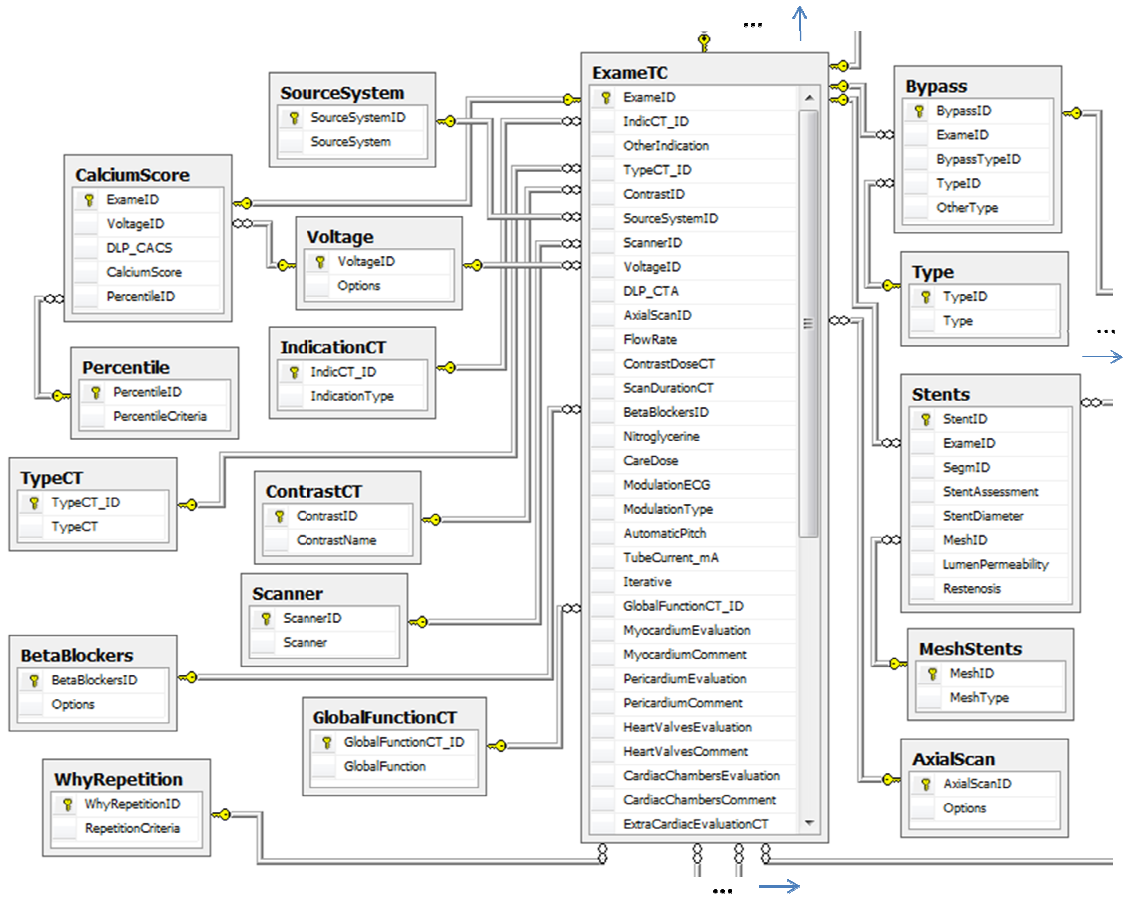 ...
SourceSystem
SourceSystemID
SourceSystem
CalciumScore
ExameID
VoltageID
DLP_CACS
CalciumScore
PercentileID
Voltage
VoltageID
Options
Percentile
PercentileID
PercentileCriteria
IndicationCT
IndicCT_ID
IndicationType
TypeCT
TypeCT_ID
TypeCT
ContrastCT
ContrastID
ContrastName
Scanner
ScannerID
Scanner
BetaBlockers
BetaBlockersID
Options
GlobalFunctionCT
GlobalFunctionCT_ID
GlobalFunction
WhyRepetition
WhyRepetitionID
RepetitionCriteria
ExameTC
ExameID
IndicCT_ID
OtherIndication
TypeCT_ID
ContrastID
SourceSystemID
ScannerID
VoltageID
DLP_CTA
AxialScanID
FlowRate
ContrastDoseCT
ScanDurationCT
BetaBlockersID
Nitroglycerine
CareDose
ModulationECG
ModulationType
AutomaticPitch
TubeCurrent_mA
Iterative
GlobalFunctionCT_ID
MyocardiumEvaluation
MyocardiumComment
PericardiumEvaluation
PericardiumComment
HeartValvesEvaluation
HeartValvesComment
CardiacChambersEvaluation
CardiacChambersComment
ExtraCardiacEvaluationCT
Bypass
BypassID
ExameID
BypassTypeID
TypeID
OtherType
Type
TypeID
Type
...
Stents
StentID
ExameID
SegmID
StentAssessment
StentDiameter
MeshID
LumenPermeability
Restenosis
MeshStents
MeshID
MeshType
AxialScan
AxialScanID
Options
...